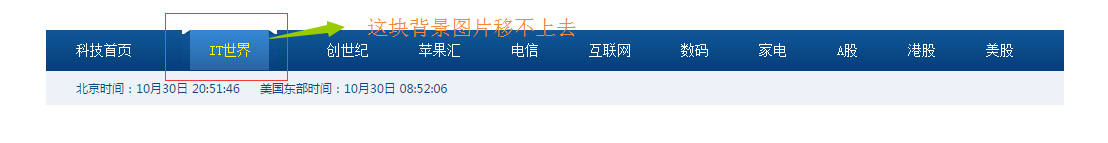 这块背景图片移不上去
科技首页 IT世界 创世纪 苹果汇 电信 互联网 数码 家电 A股 港股 美股
北京时间：10月30日 20:51:46 美国东部时间：10月30日 08:52:06